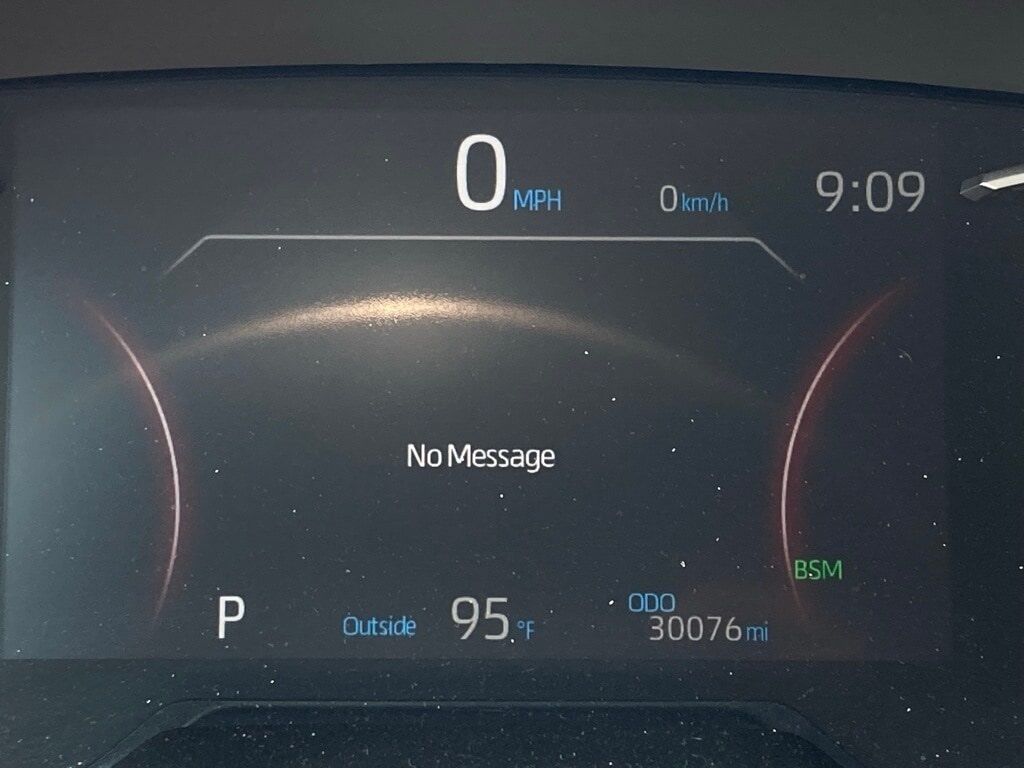 0 MPH 0 km/h 9:09
No Message
BSM
P Outside 95 °F ODO
30076 mi